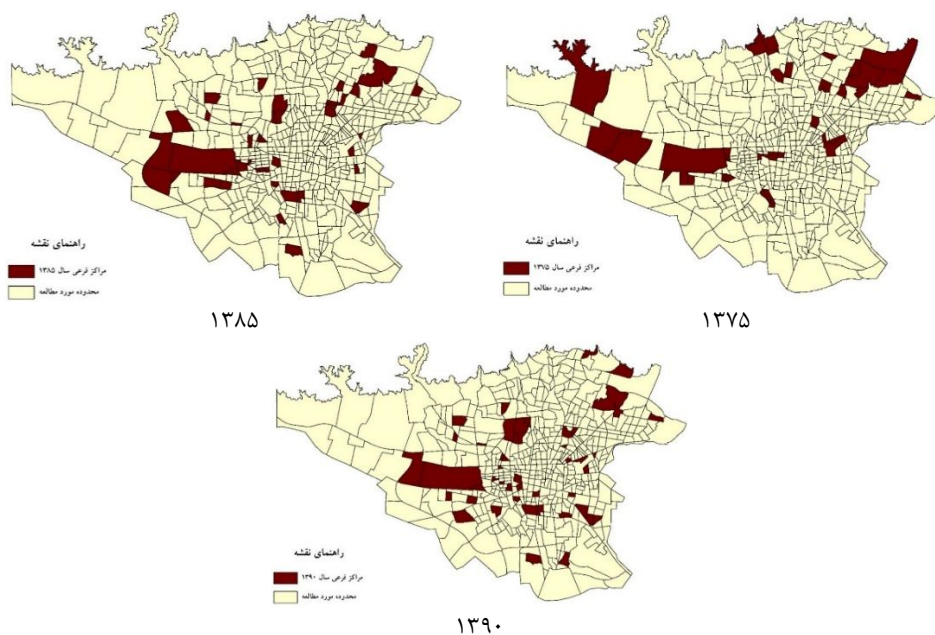 راهنمای نقشه
مراکز فرعی سال ۱۳۷۵
محدوده مورد مطالعه
۱۳۷۵
راهنمای نقشه
مراکز فرعی سال ۱۳۸۵
محدوده مورد مطالعه
۱۳۸۵
راهنمای نقشه
مراکز فرعی سال ۱۳۹۰
محدوده مورد مطالعه
۱۳۹۰